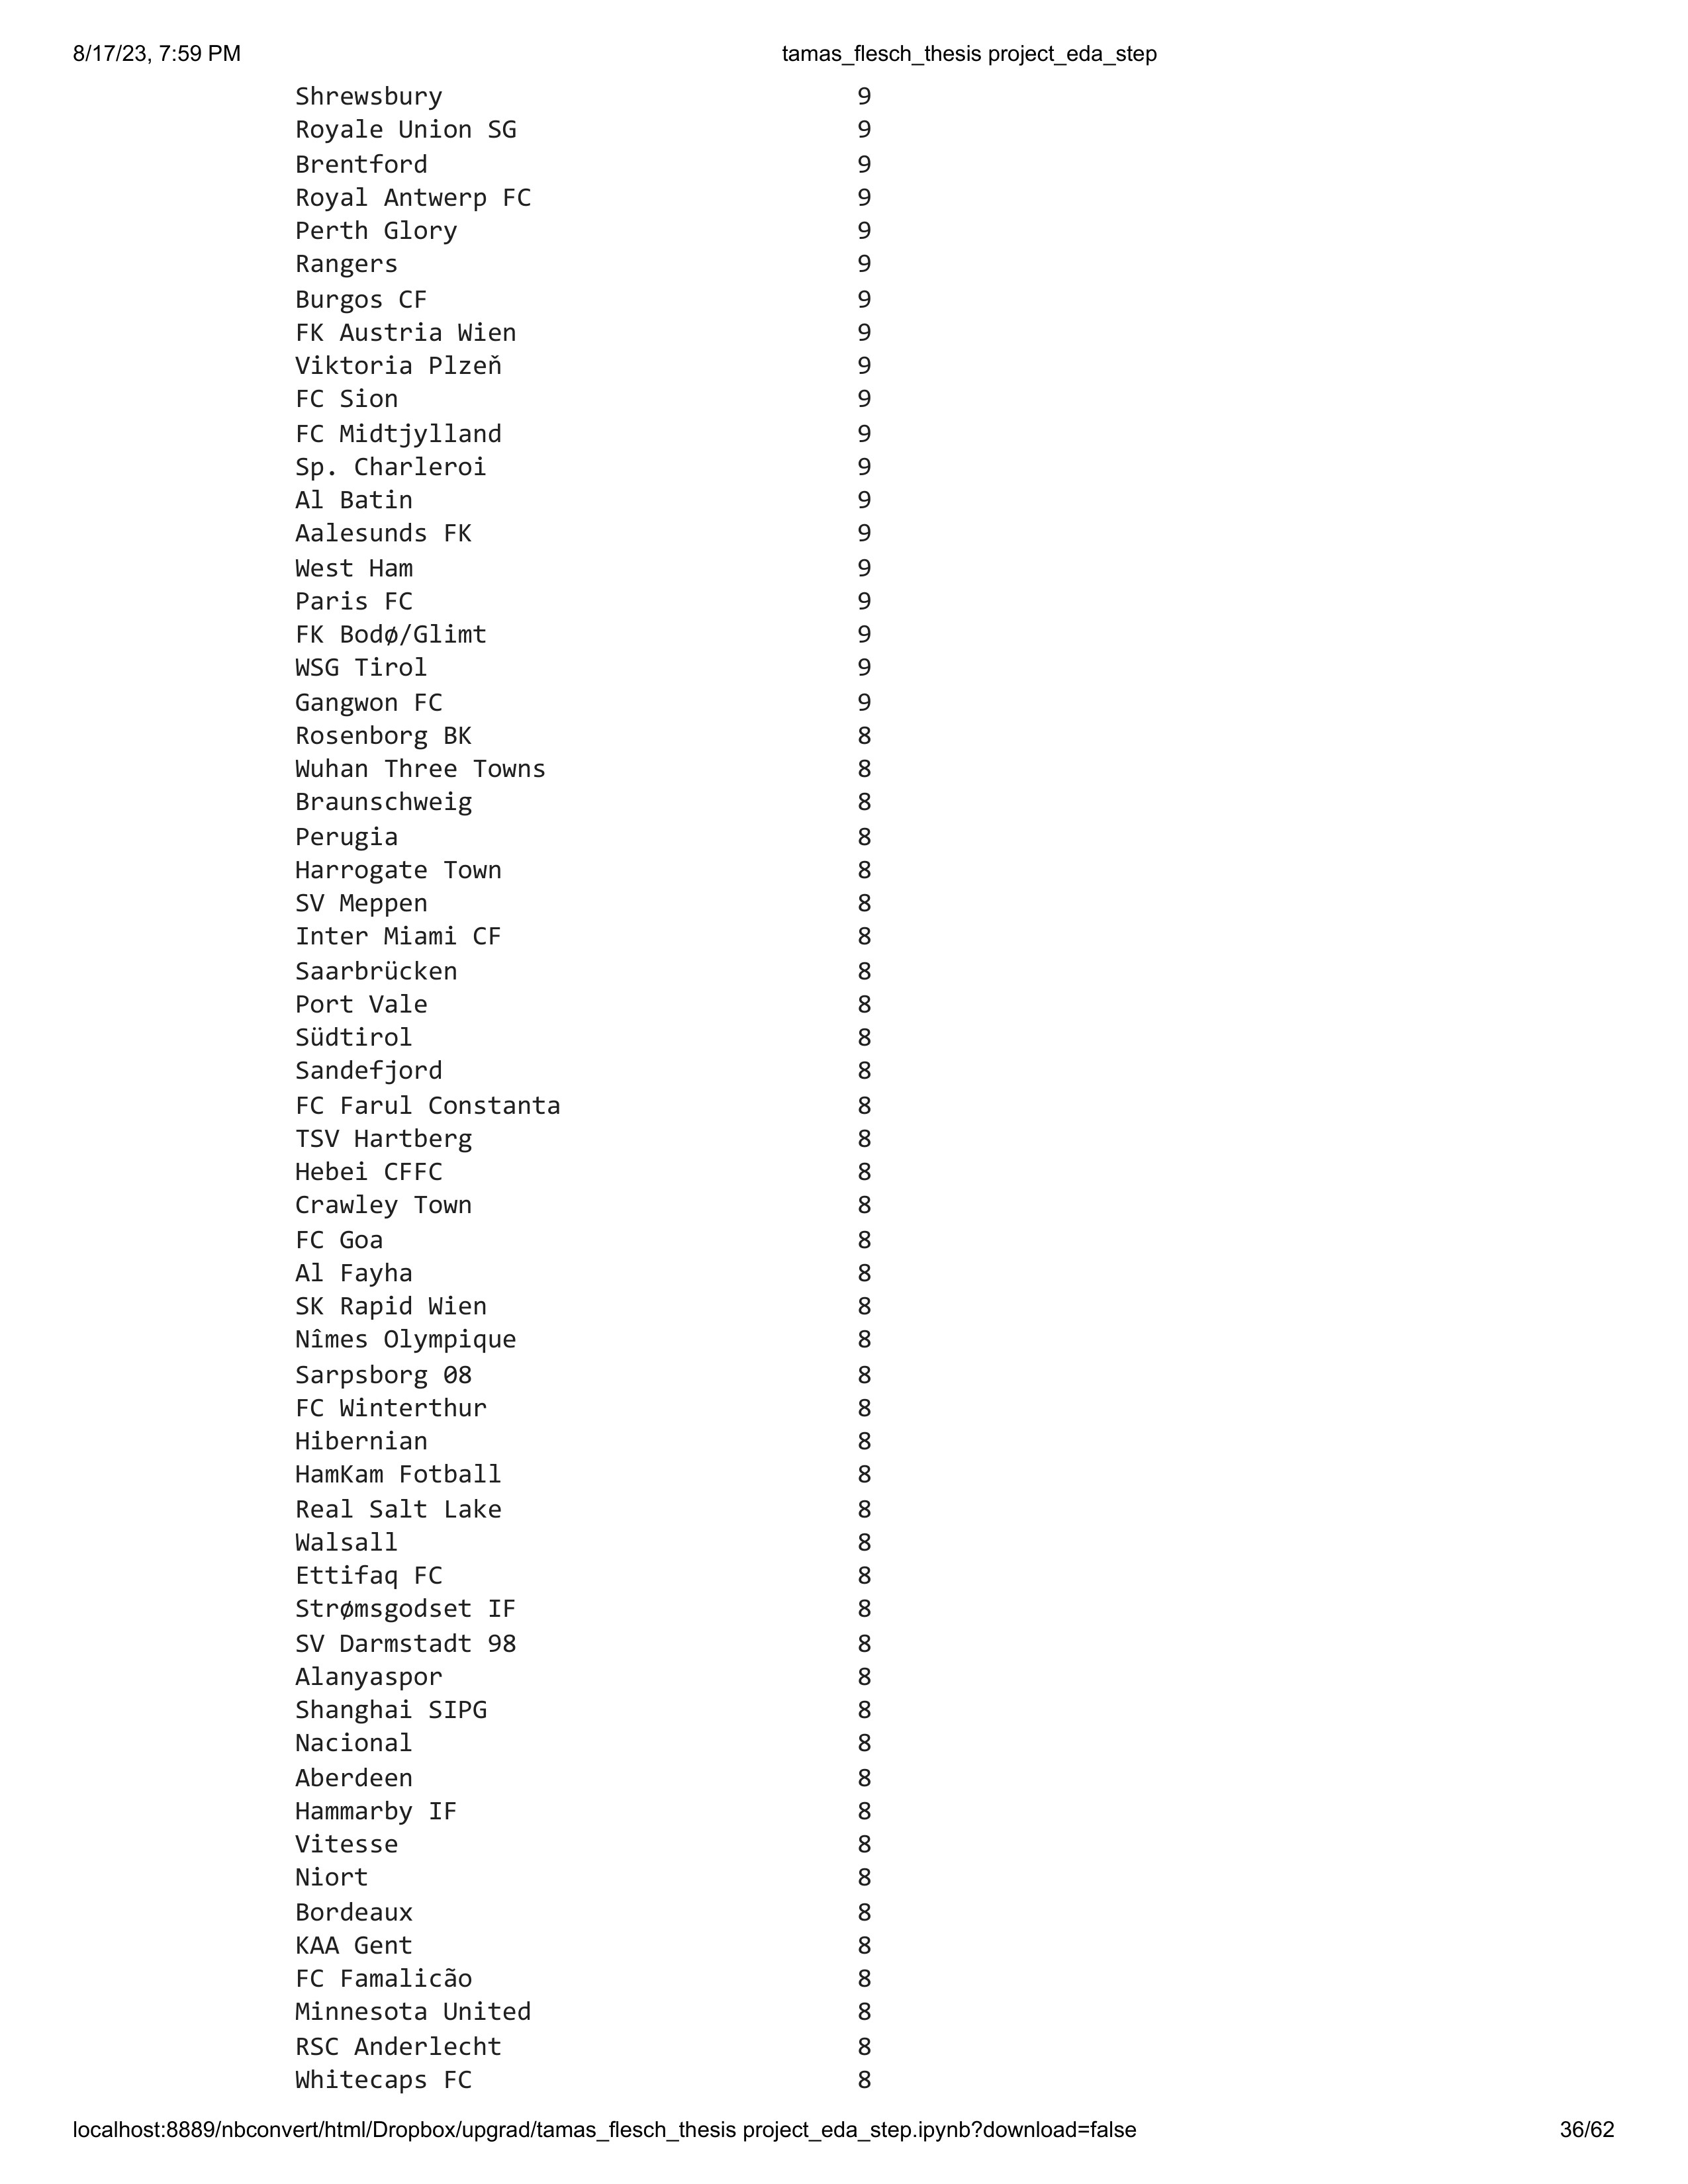 8/17/23, 7:59 PM tamas_flesch_thesis project_eda_step
Shrewsbury 9
Royale Union SG 9
Brentford 9
Royal Antwerp FC 9
Perth Glory 9
Rangers 9
Burgos CF 9
FK Austria Wien 9
Viktoria Plzeň 9
FC Sion 9
FC Midtjylland 9
Sp. Charleroi 9
Al Batin 9
Aalesunds FK 9
West Ham 9
Paris FC 9
FK Bodø/Glimt 9
WSG Tirol 9
Gangwon FC 9
Rosenborg BK 8
Wuhan Three Towns 8
Braunschweig 8
Perugia 8
Harrogate Town 8
SV Meppen 8
Inter Miami CF 8
Saarbrücken 8
Port Vale 8
Südtirol 8
Sandefjord 8
FC Farul Constanta 8
TSV Hartberg 8
Hebei CFFC 8
Crawley Town 8
FC Goa 8
Al Fayha 8
SK Rapid Wien 8
Nîmes Olympique 8
Sarpsborg 08 8
FC Winterthur 8
Hibernian 8
HamKam Fotball 8
Real Salt Lake 8
Walsall 8
Ettifaq FC 8
Strømsgodset IF 8
SV Darmstadt 98 8
Alanyaspor 8
Shanghai SIPG 8
Nacional 8
Aberdeen 8
Hammarby IF 8
Vitesse 8
Niort 8
Bordeaux 8
KAA Gent 8
FC Famalicão 8
Minnesota United 8
RSC Anderlecht 8
Whitecaps FC 8
localhost:8889/nbconvert/html/Dropbox/upgrad/tamas_flesch_thesis project_eda_step.ipynb?download=false 36/62